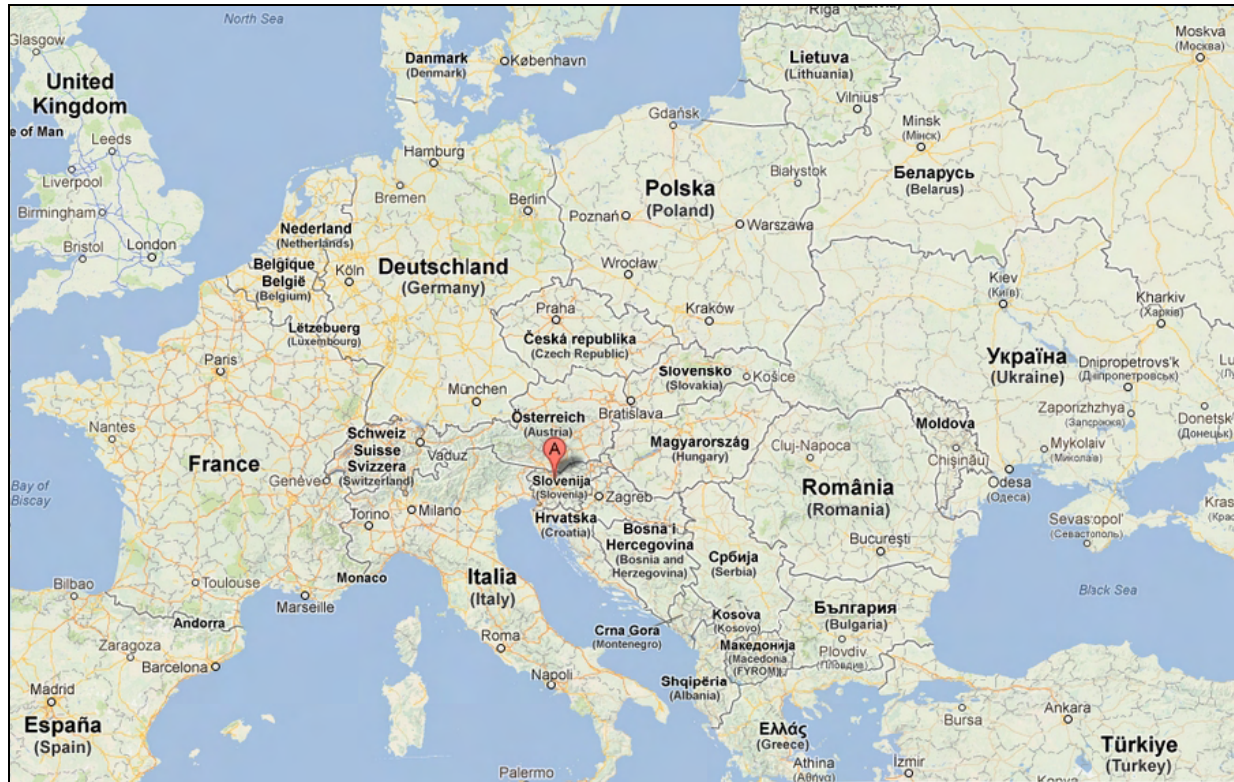 North Sea
Riga
Moskva
(Москва)
Glasgow
Danmark
(Denmark)
København
Lietuva
(Lithuania)
United
Kingdom
Vilnius
Gdańsk
Minsk
(Мінск)
e of Man
Leeds
Hamburg
Liverpool
Bremen
Białystok
Беларусь
(Belarus)
Polska
(Poland)
Birmingham
Berlin
Poznań
Warszawa
Nederland
(Netherlands)
Bristol
London
Belgique
België
(Belgium)
Köln
Deutschland
(Germany)
Wrocław
Kiev
(Київ)
Praha
Kraków
Kharkiv
(Харків)
Lëtzebuerg
(Luxembourg)
Česká republika
(Czech Republic)
Paris
Україна
(Ukraine)
Dnipropetrovs'k
(Дніпропетровськ)
Slovensko
(Slovakia)
Košice
München
Bratislava
Zaporizhzhya
(Запоріжжя)
Donetsk'
(Донецьк)
Nantes
Österreich
(Austria)
Moldova
Schweiz
Suisse
Svizzera
(Switzerland)
Vaduz
Magyarország
(Hungary)
Cluj-Napoca
Mykolaiv
(Миколаїв)
A
Chișinău
France
Genève
Slovenija
(Slovenia)
Zagreb
Odesa
(Одеса)
Bay of
Biscay
România
(Romania)
Torino
Milano
Hrvatska
(Croatia)
Bosna i
Hercegovina
(Bosnia and
Herzegovina)
Sevastopol'
(Севастополь)
București
Србија
(Serbia)
Bilbao
Toulouse
Monaco
Italia
(Italy)
Black Sea
Marseille
Andorra
Kosova
(Kosovo)
България
(Bulgaria)
Crna Gora
(Montenegro)
Roma
Zaragoza
Македонија
(Macedonia
(FYROM))
Plovdiv
(Пловдив)
Barcelona
Napoli
Shqipëria
(Albania)
Madrid
España
(Spain)
Bursa
Ankara
Ελλάς
(Greece)
Türkiye
(Turkey)
Athina
(Αθήνα)
İzmir
Palermo